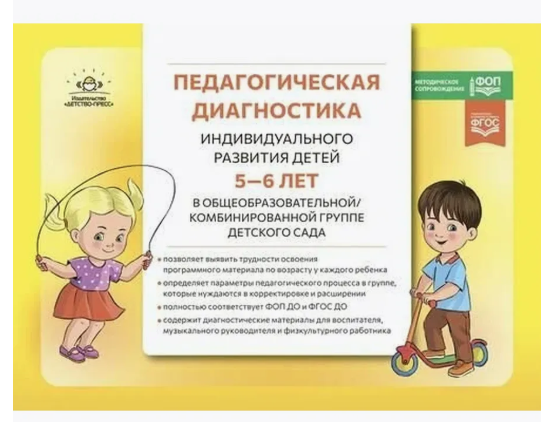 Издательство
«ДЕТСТВО-ПРЕСС»
МЕТОДИЧЕСКОЕ
СОПРОВОЖДЕНИЕ
ФОП
ФГОС
ПЕДАГОГИЧЕСКАЯ
ДИАГНОСТИКА
ИНДИВИДУАЛЬНОГО
РАЗВИТИЯ ДЕТЕЙ
5—6 ЛЕТ
В ОБЩЕОБРАЗОВАТЕЛЬНОЙ/
КОМБИНИРОВАННОЙ ГРУППЕ
ДЕТСКОГО САДА
• позволяет выявить трудности освоения
программного материала по возрасту у каждого ребенка
• определяет параметры педагогического процесса в группе,
которые нуждаются в корректировке и расширении
• полностью соответствует ФОП ДО и ФГОС ДО
• содержит диагностические материалы для воспитателя,
музыкального руководителя и физкультурного работника